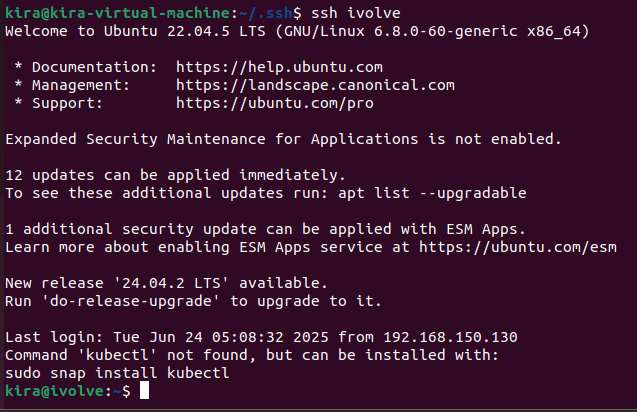 kira@kira-virtual-machine:~/.ssh$ ssh ivolve
Welcome to Ubuntu 22.04.5 LTS (GNU/Linux 6.8.0-60-generic x86_64)

 * Documentation:  https://help.ubuntu.com
 * Management:     https://landscape.canonical.com
 * Support:        https://ubuntu.com/pro

Expanded Security Maintenance for Applications is not enabled.

12 updates can be applied immediately.
To see these additional updates run: apt list --upgradable

1 additional security update can be applied with ESM Apps.
Learn more about enabling ESM Apps service at https://ubuntu.com/esm

New release '24.04.2 LTS' available.
Run 'do-release-upgrade' to upgrade to it.

Last login: Tue Jun 24 05:08:32 2025 from 192.168.150.130
Command 'kubectl' not found, but can be installed with:
sudo snap install kubectl
kira@ivolve:~$